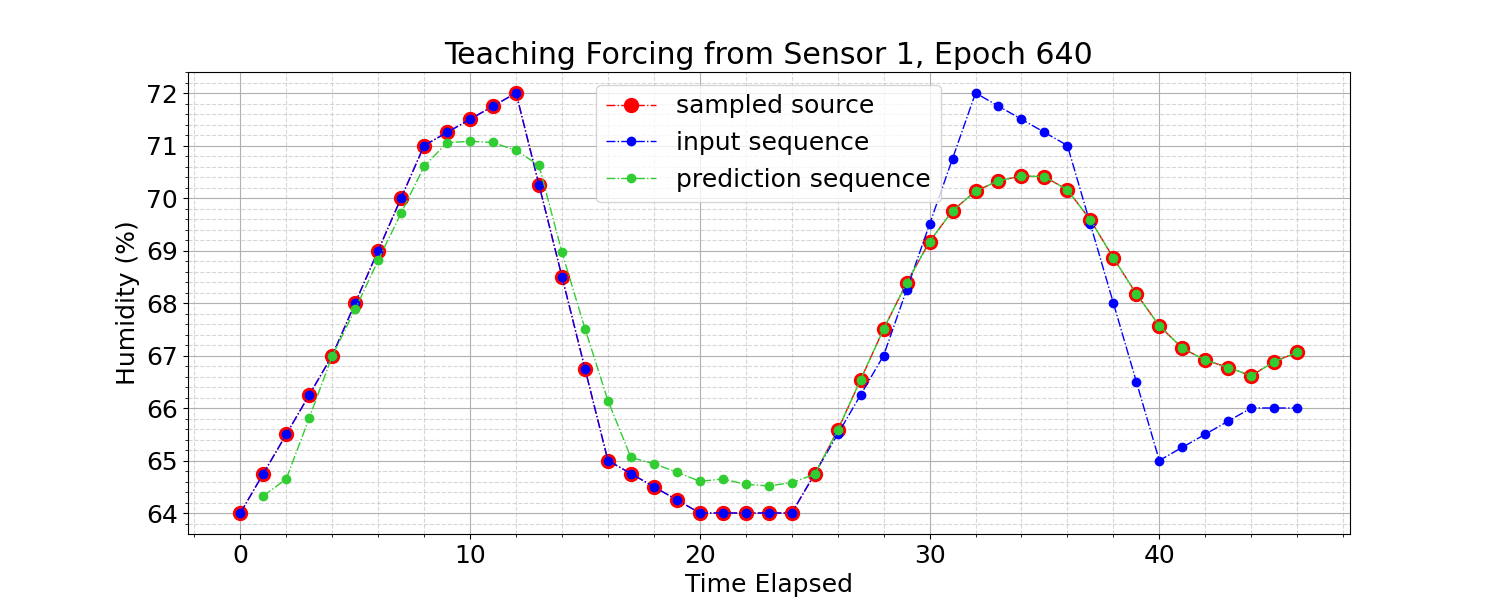 Teaching Forcing from Sensor 1, Epoch 640
sampled source
input sequence
prediction sequence
Humidity (%)
72
71
70
69
68
67
66
65
64
0 10 20 30 40
Time Elapsed